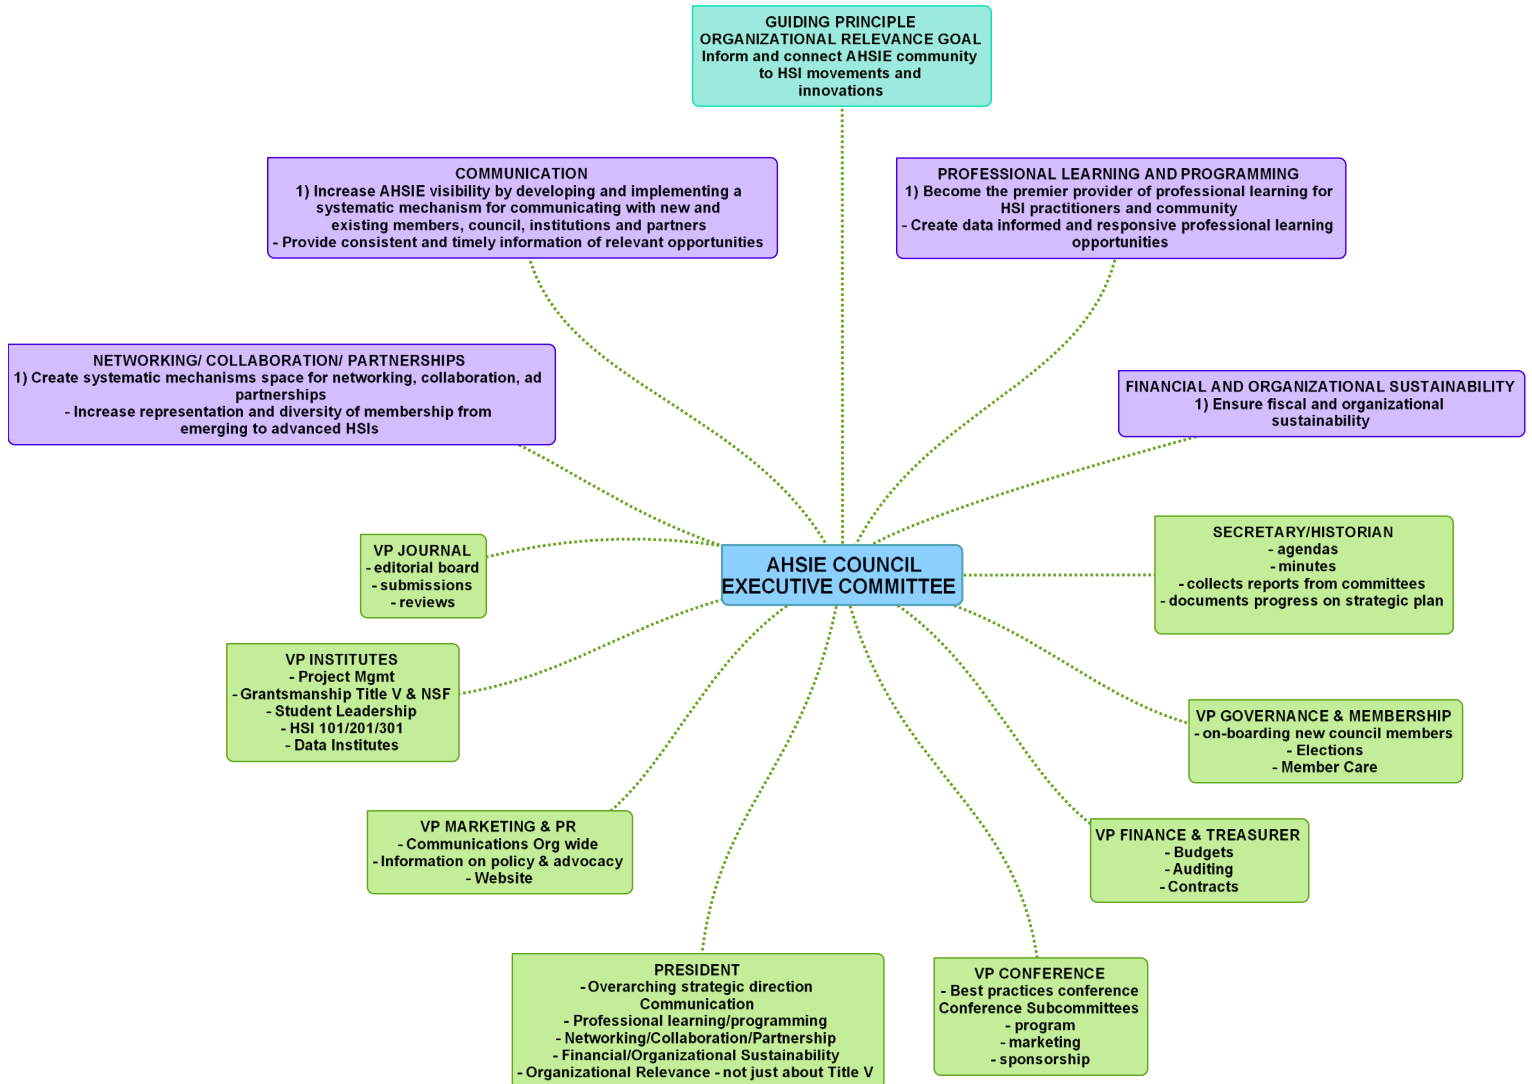 GUIDING PRINCIPLE
ORGANIZATIONAL RELEVANCE GOAL
Inform and connect AHSIE community
to HSI movements and
innovations
COMMUNICATION
1) Increase AHSIE visibility by developing and implementing a
systematic mechanism for communicating with new and
existing members, council, institutions and partners
- Provide consistent and timely information of relevant opportunities
PROFESSIONAL LEARNING AND PROGRAMMING
1) Become the premier provider of professional learning for
HSI practitioners and community
- Create data informed and responsive professional learning
opportunities
NETWORKING/ COLLABORATION/ PARTNERSHIPS
1) Create systematic mechanisms space for networking, collaboration, ad
partnerships
- Increase representation and diversity of membership from
emerging to advanced HSIs
FINANCIAL AND ORGANIZATIONAL SUSTAINABILITY
1) Ensure fiscal and organizational
sustainability
AHSIE COUNCIL
EXECUTIVE COMMITTEE
VP JOURNAL
- editorial board
- submissions
- reviews
SECRETARY/HISTORIAN
- agendas
- minutes
- collects reports from committees
- documents progress on strategic plan
VP INSTITUTES
- Project Mgmt
- Grantsmanship Title V & NSF
- Student Leadership
- HSI 101/201/301
- Data Institutes
VP GOVERNANCE & MEMBERSHIP
- on-boarding new council members
- Elections
- Member Care
VP MARKETING & PR
- Communications Org wide
- Information on policy & advocacy
- Website
VP FINANCE & TREASURER
- Budgets
- Auditing
- Contracts
PRESIDENT
- Overarching strategic direction
Communication
- Professional learning/programming
- Networking/Collaboration/Partnership
- Financial/Organizational Sustainability
- Organizational Relevance - not just about Title V
VP CONFERENCE
- Best practices conference
Conference Subcommittees
- program
- marketing
- sponsorship